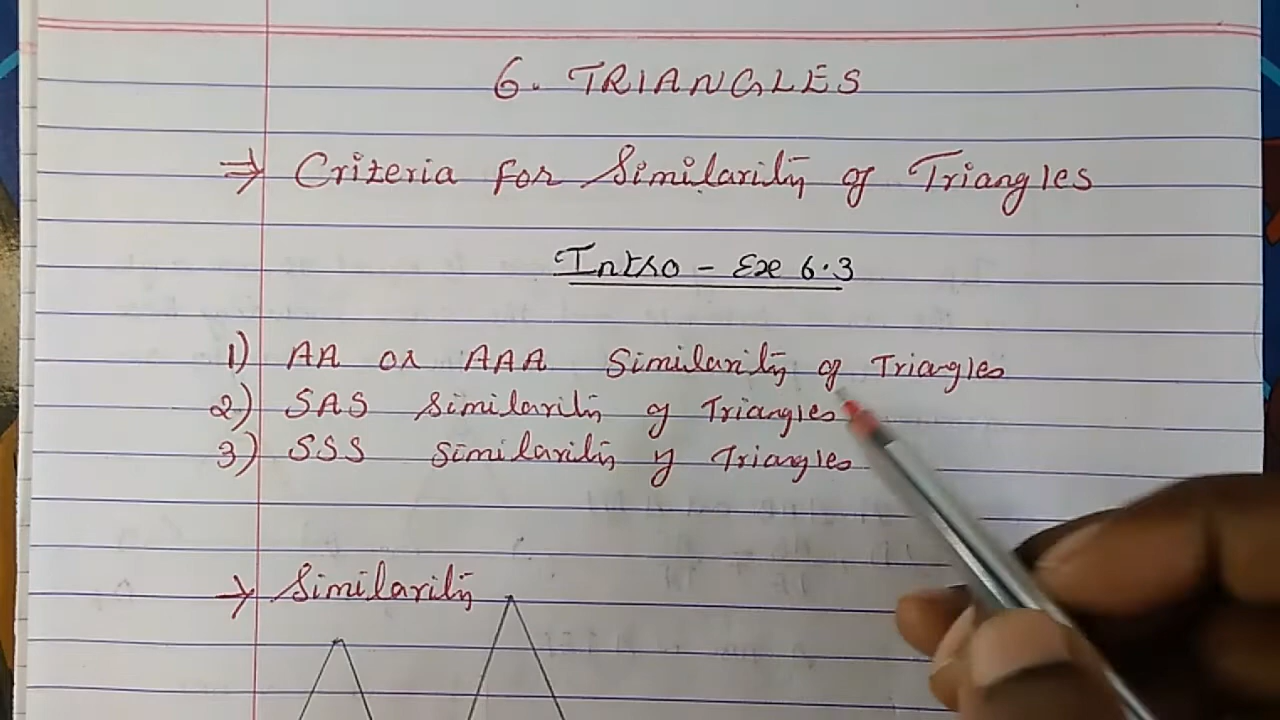 6. TRIANGLES
⇒ Criteria for Similarity of Triangles
Intro - Exe 6.3
1) AA or AAA Similarity of Triangles
2) SAS Similarity of Triangles
3) SSS Similarity of Triangles
→ Similarity